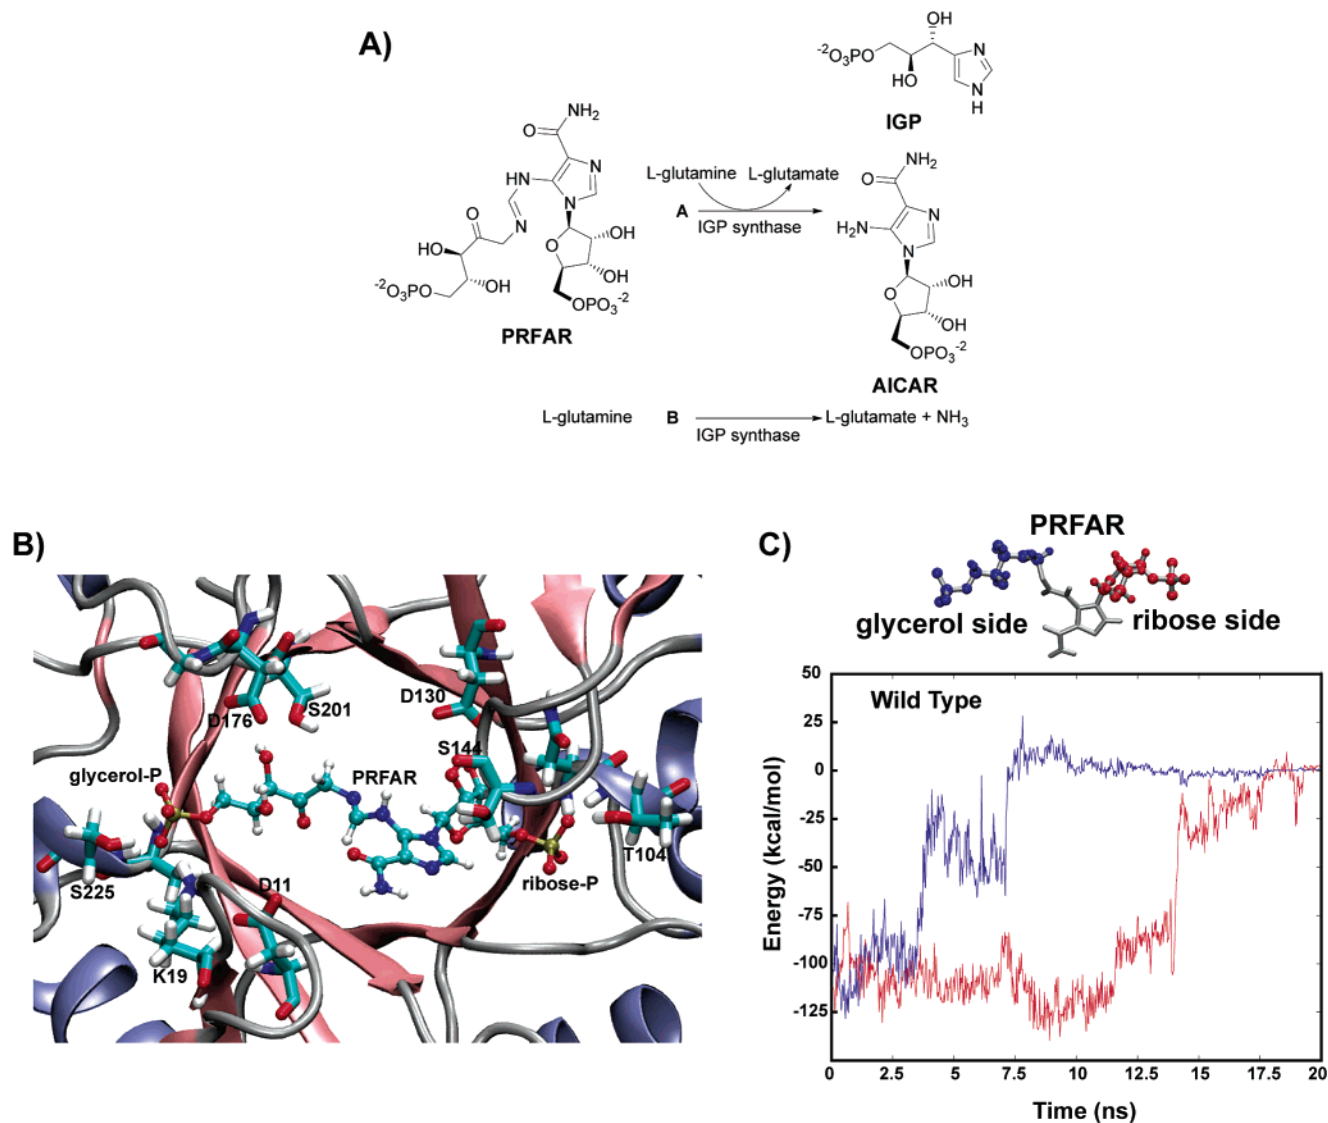 A)
OH
-2O3PO
HO
N
N
H
IGP
NH2
O
HN
N
N
N
O
HO
OH
-2O3PO
O
OH
OH
OPO3-2
PRFAR
L-glutamine
L-glutamate
A
IGP synthase
NH2
O
H2N
N
N
O
OH
OH
OPO3-2
AICAR
L-glutamine
B
IGP synthase
L-glutamate + NH3
B)
D176
S201
D130
S144
glycerol-P
PRFAR
T104
S225
D11
ribose-P
K19
C)
PRFAR
glycerol side
ribose side
Wild Type
Energy (kcal/mol)
50
25
0
-25
-50
-75
-100
-125
0 2.5 5 7.5 10 12.5 15 17.5 20
Time (ns)